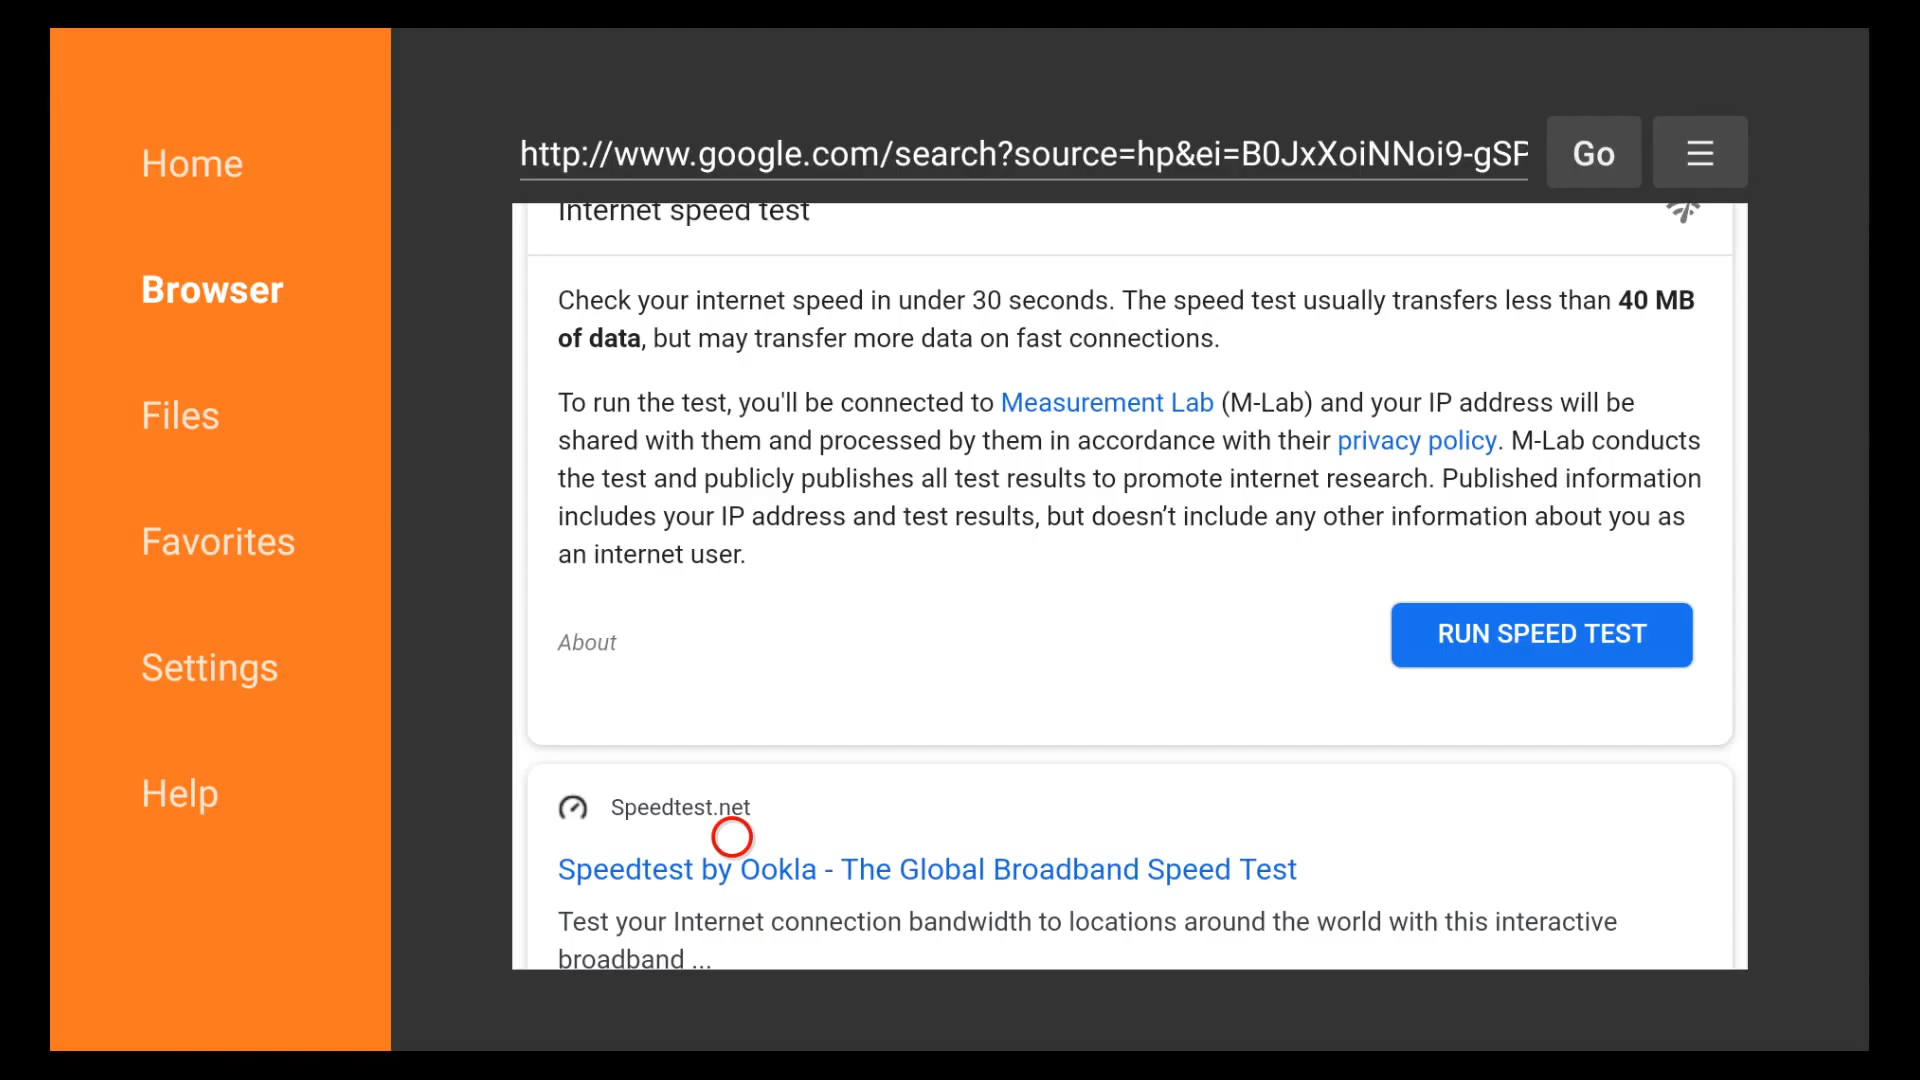 Home
Browser
Files
Favorites
Settings
Help
http://www.google.com/search?source=hp&ei=B0JxXoiNNoi9-gSP
Go
Internet speed test
Check your internet speed in under 30 seconds. The speed test usually transfers less than 40 MB
of data, but may transfer more data on fast connections.
To run the test, you'll be connected to Measurement Lab (M-Lab) and your IP address will be
shared with them and processed by them in accordance with their privacy policy. M-Lab conducts
the test and publicly publishes all test results to promote internet research. Published information
includes your IP address and test results, but doesn’t include any other information about you as
an internet user.
About
RUN SPEED TEST
Speedtest.net
Speedtest by Ookla - The Global Broadband Speed Test
Test your Internet connection bandwidth to locations around the world with this interactive
broadband ...